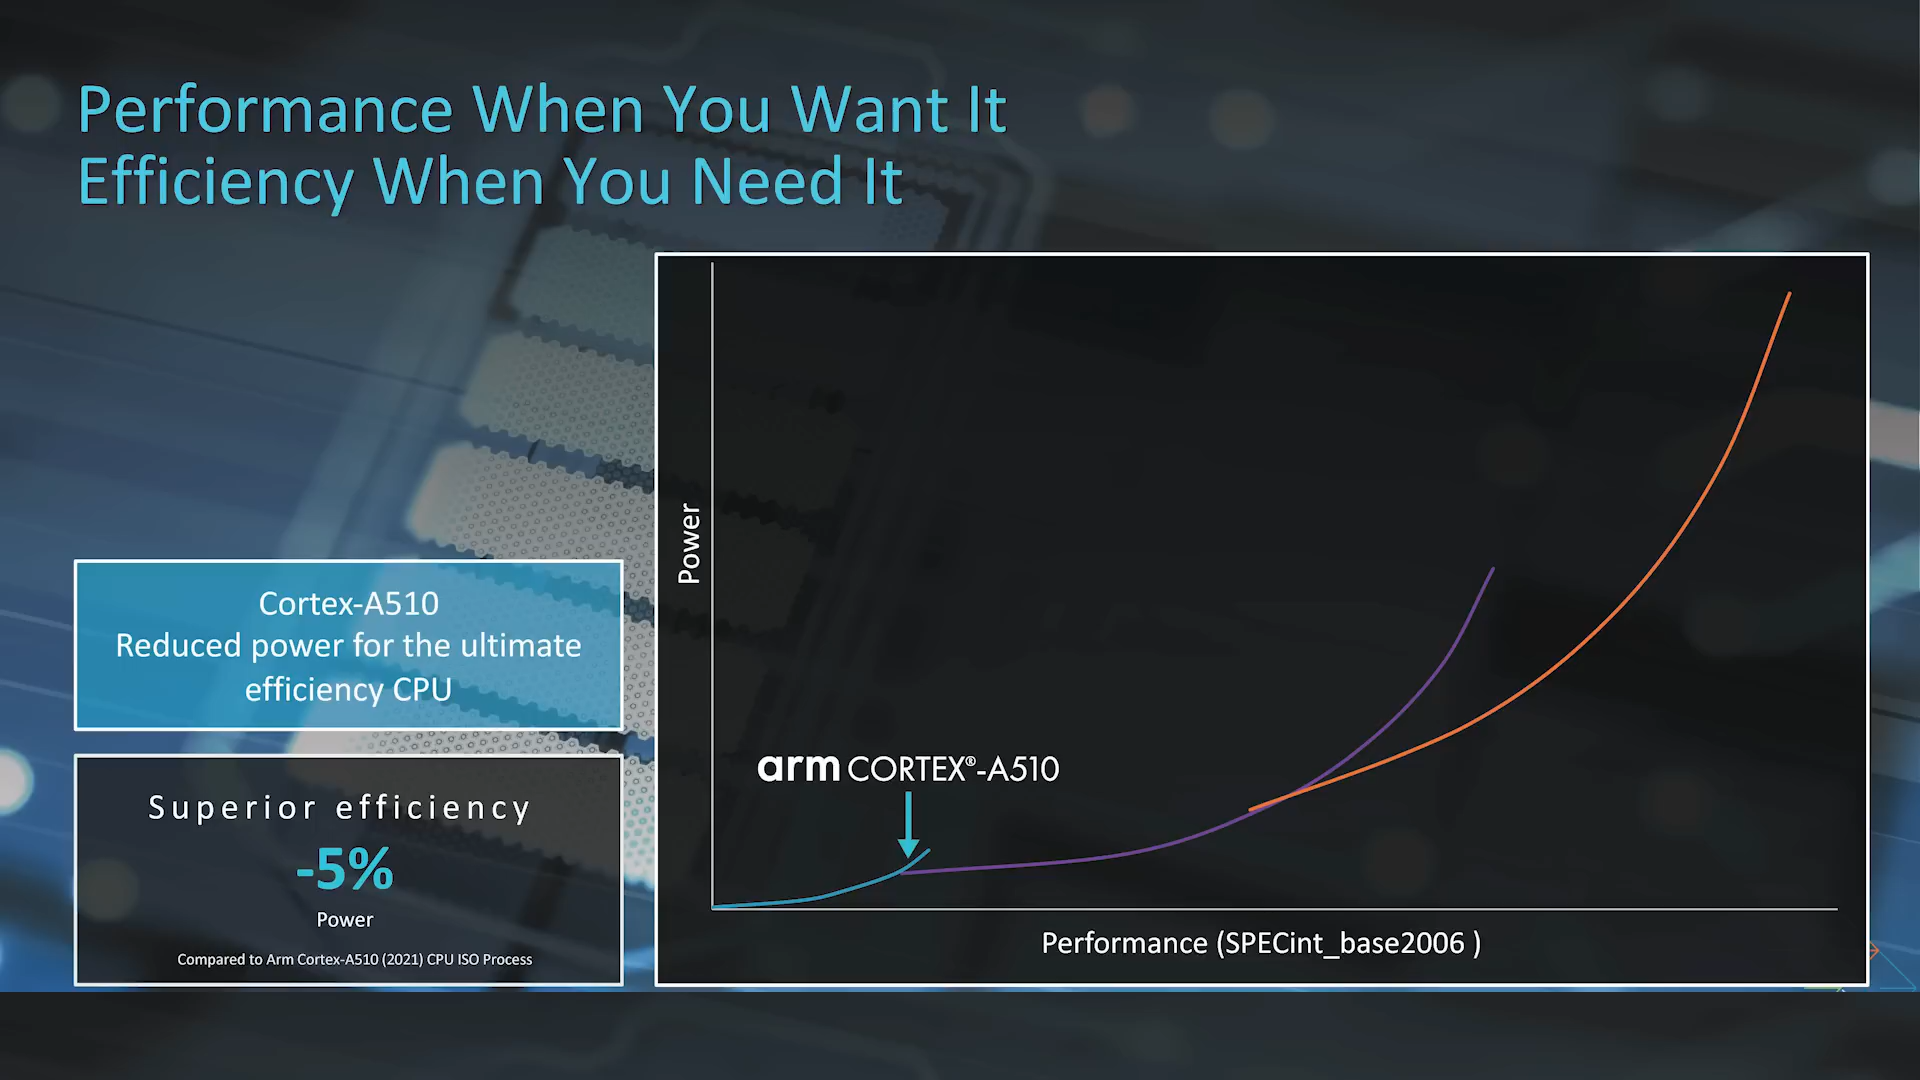 Performance When You Want It
Efficiency When You Need It
Cortex-A510
Reduced power for the ultimate
efficiency CPU
Superior efficiency
-5%
Power
Compared to Arm Cortex-A510 (2021) CPU ISO Process
Power
arm CORTEX®-A510
Performance (SPECint_base2006 )